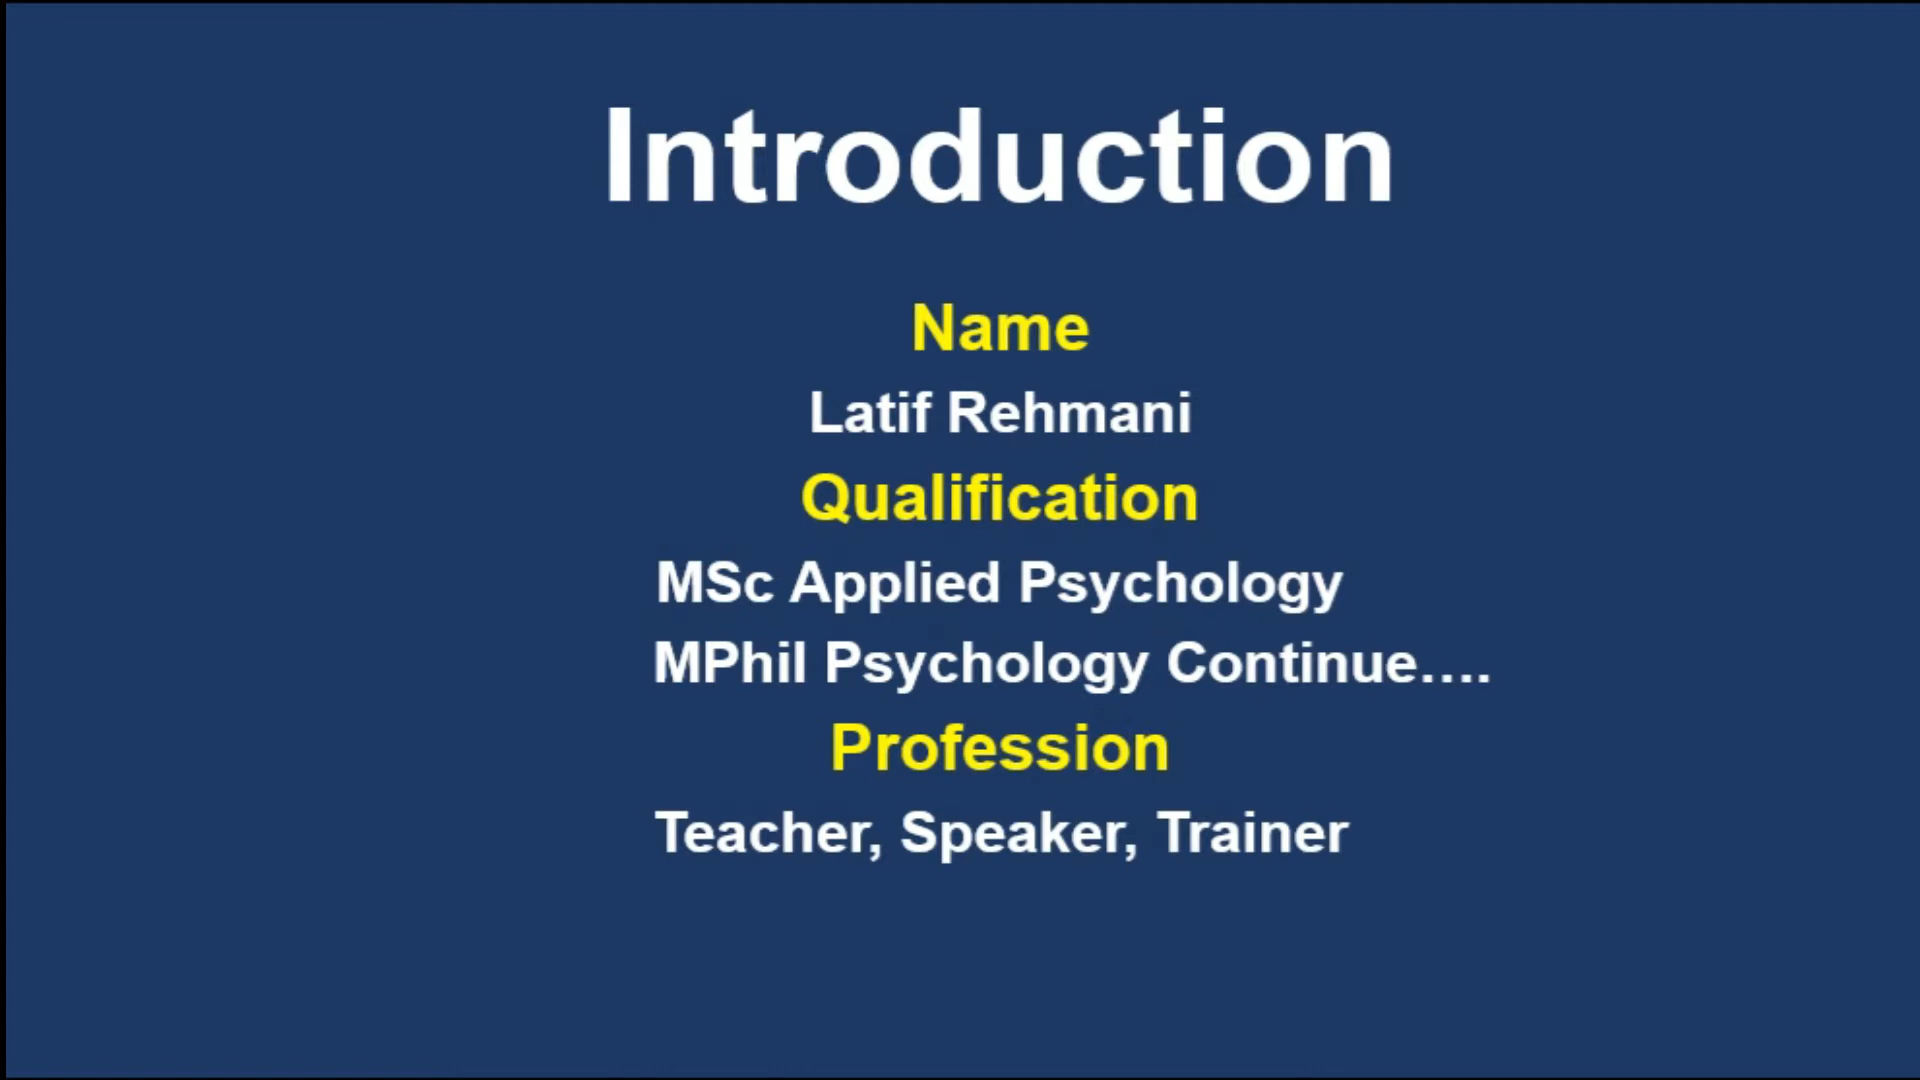 Introduction
Name
Latif Rehmani
Qualification
MSc Applied Psychology
MPhil Psychology Continue....
Profession
Teacher, Speaker, Trainer